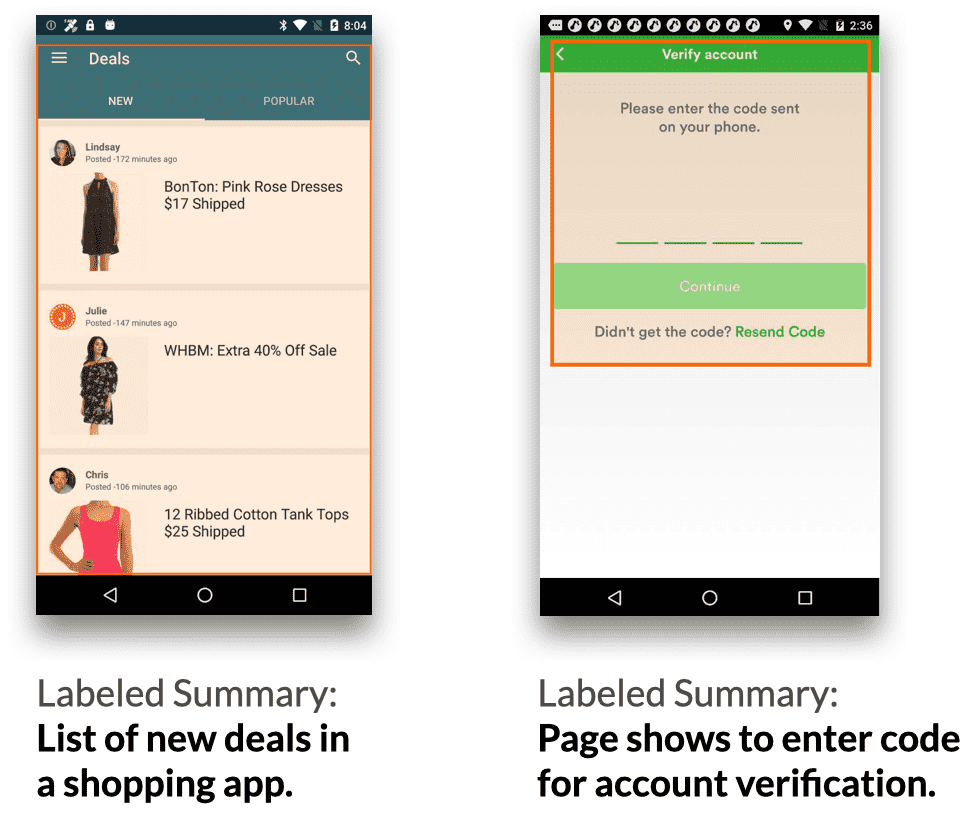 8:04
Deals
NEW
POPULAR
Lindsay
Posted -172 minutes ago
BonTon: Pink Rose Dresses
$17 Shipped
J
Julie
Posted -147 minutes ago
WHBM: Extra 40% Off Sale
Chris
Posted -106 minutes ago
12 Ribbed Cotton Tank Tops
$25 Shipped
Labeled Summary:
List of new deals in
a shopping app.
2:36
Verify account
Please enter the code sent
on your phone.
Continue
Didn't get the code? Resend Code
Labeled Summary:
Page shows to enter code
for account verification.